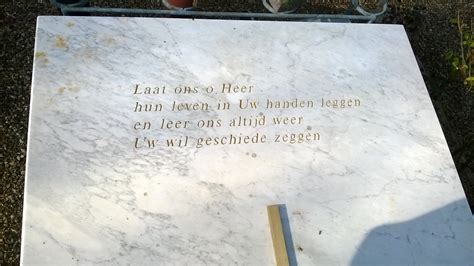 Laat ons o Heer
hun leven in Uw handen leggen
en leer ons altijd weer
Uw wil geschiede zeggen